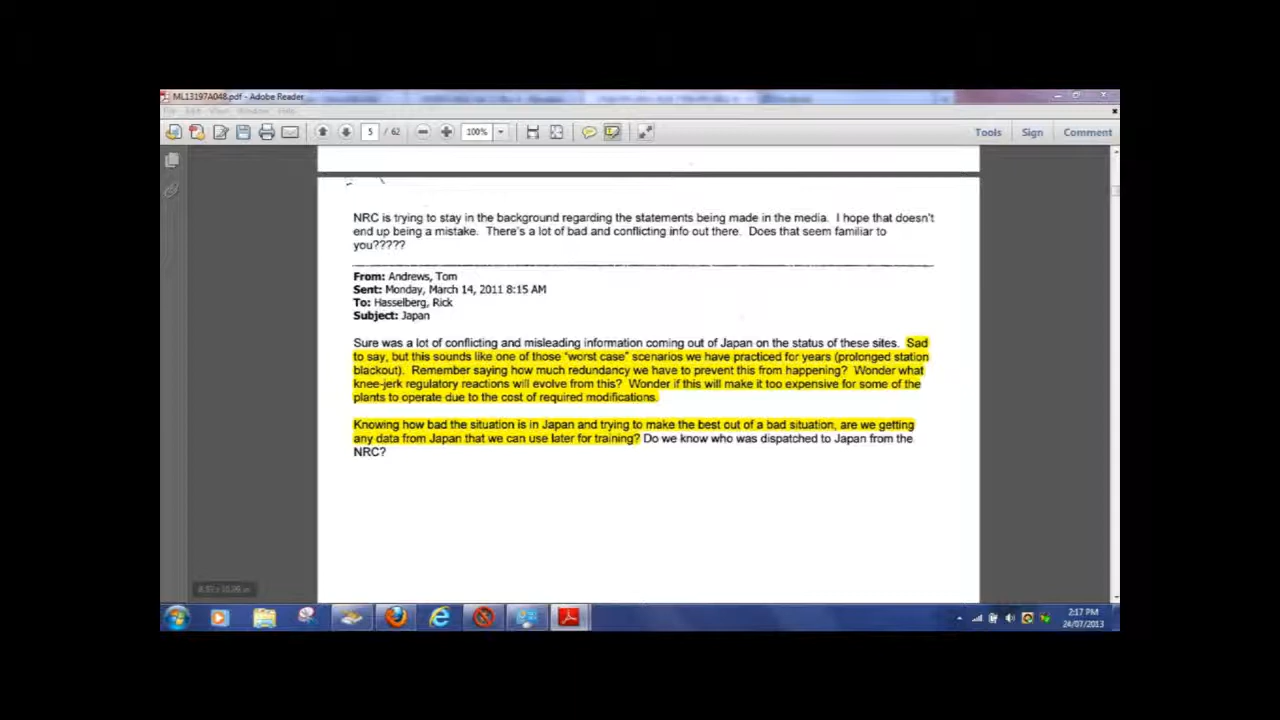 ML13197A048.pdf - Adobe Reader
5 / 62
100%
Tools
Sign
Comment
NRC is trying to stay in the background regarding the statements being made in the media. I hope that doesn't
end up being a mistake. There's a lot of bad and conflicting info out there. Does that seem familiar to
you?????
From: Andrews, Tom
Sent: Monday, March 14, 2011 8:15 AM
To: Hasselberg, Rick
Subject: Japan
Sure was a lot of conflicting and misleading information coming out of Japan on the status of these sites. Sad
to say, but this sounds like one of those "worst case" scenarios we have practiced for years (prolonged station
blackout). Remember saying how much redundancy we have to prevent this from happening? Wonder what
knee-jerk regulatory reactions will evolve from this? Wonder if this will make it too expensive for some of the
plants to operate due to the cost of required modifications.
Knowing how bad the situation is in Japan and trying to make the best out of a bad situation, are we getting
any data from Japan that we can use later for training? Do we know who was dispatched to Japan from the
NRC?
2:17 PM
24/07/2013